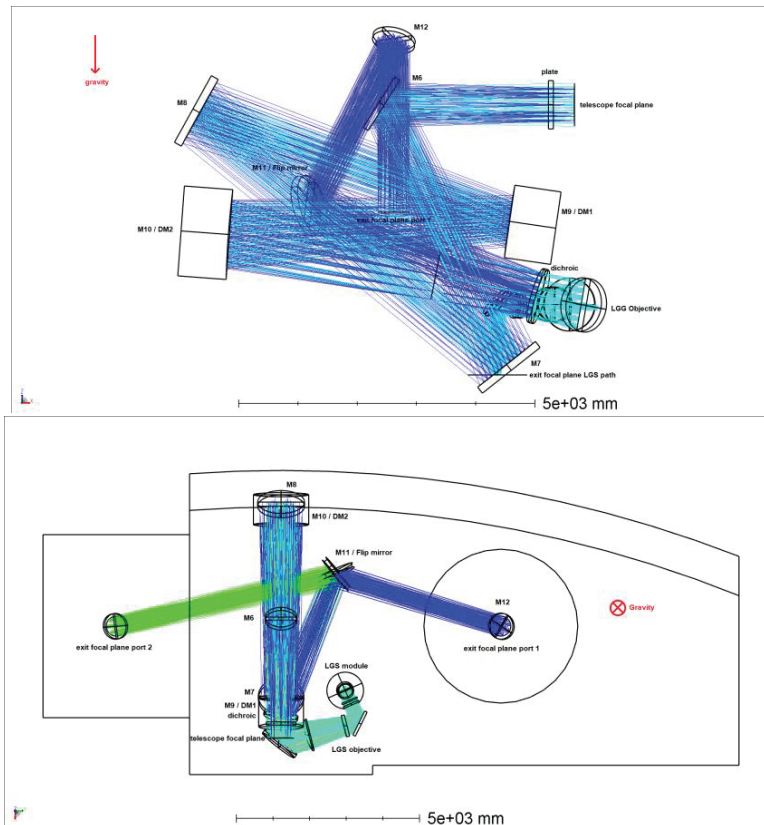 M12
M6
plate
gravity
M8
telescope focal plane
M11 / Flip mirror
exit focal plane port 1
M10 / DM2
M9 / DM1
dichroic
LGG Objective
M7
exit focal plane LGS path
5e+03 mm
M8
M10 / DM2
M11 / Flip mirror
M12
Gravity
M6
exit focal plane port 2
exit focal plane port 1
LGS module
M7
M9 / DM1
dichroic
telescope focal plane
LGS objective
5e+03 mm